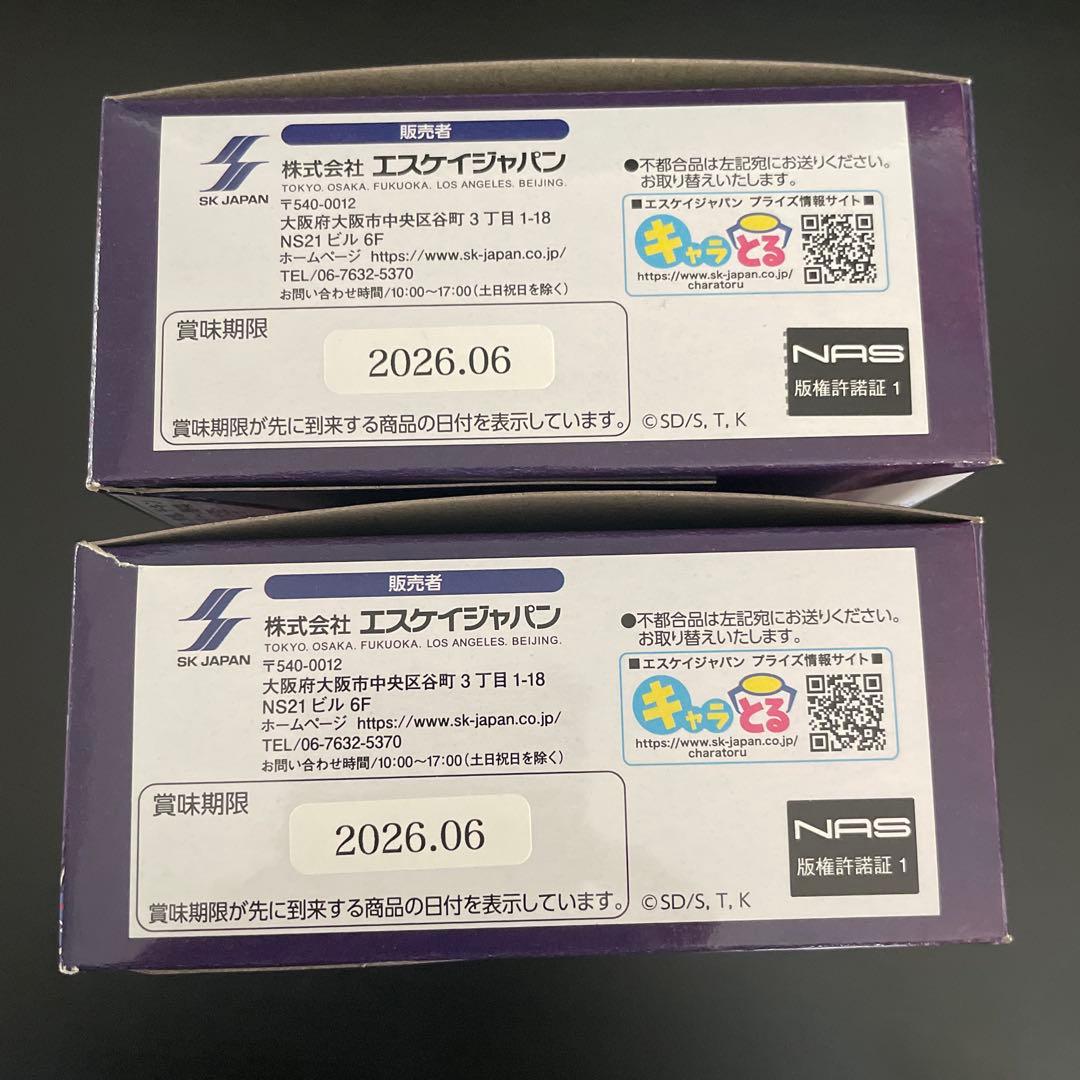 販売者
SK JAPAN
株式会社 エスケイジャパン
TOKYO. OSAKA. FUKUOKA. LOS ANGELES. BEIJING.
〒540-0012
大阪府大阪市中央区谷町3丁目1-18
NS21ビル 6F
ホームページ https://www.sk-japan.co.jp/
TEL/06-7632-5370
お問い合わせ時間/10:00～17:00(土日祝日を除く)
●不都合品は左記宛にお送りください。
お取り替えいたします。
■エスケイジャパン プライズ情報サイト■
キャラとる
https://www.sk-japan.co.jp/
charatoru
賞味期限
2026.06
賞味期限が先に到来する商品の日付を表示しています。
NAS
版権許諾証 1
©SD/S, T, K
販売者
SK JAPAN
株式会社 エスケイジャパン
TOKYO. OSAKA. FUKUOKA. LOS ANGELES. BEIJING.
〒540-0012
大阪府大阪市中央区谷町3丁目1-18
NS21ビル 6F
ホームページ https://www.sk-japan.co.jp/
TEL/06-7632-5370
お問い合わせ時間/10:00～17:00(土日祝日を除く)
●不都合品は左記宛にお送りください。
お取り替えいたします。
■エスケイジャパン プライズ情報サイト■
キャラとる
https://www.sk-japan.co.jp/
charatoru
賞味期限
2026.06
賞味期限が先に到来する商品の日付を表示しています。
NAS
版権許諾証 1
©SD/S, T, K